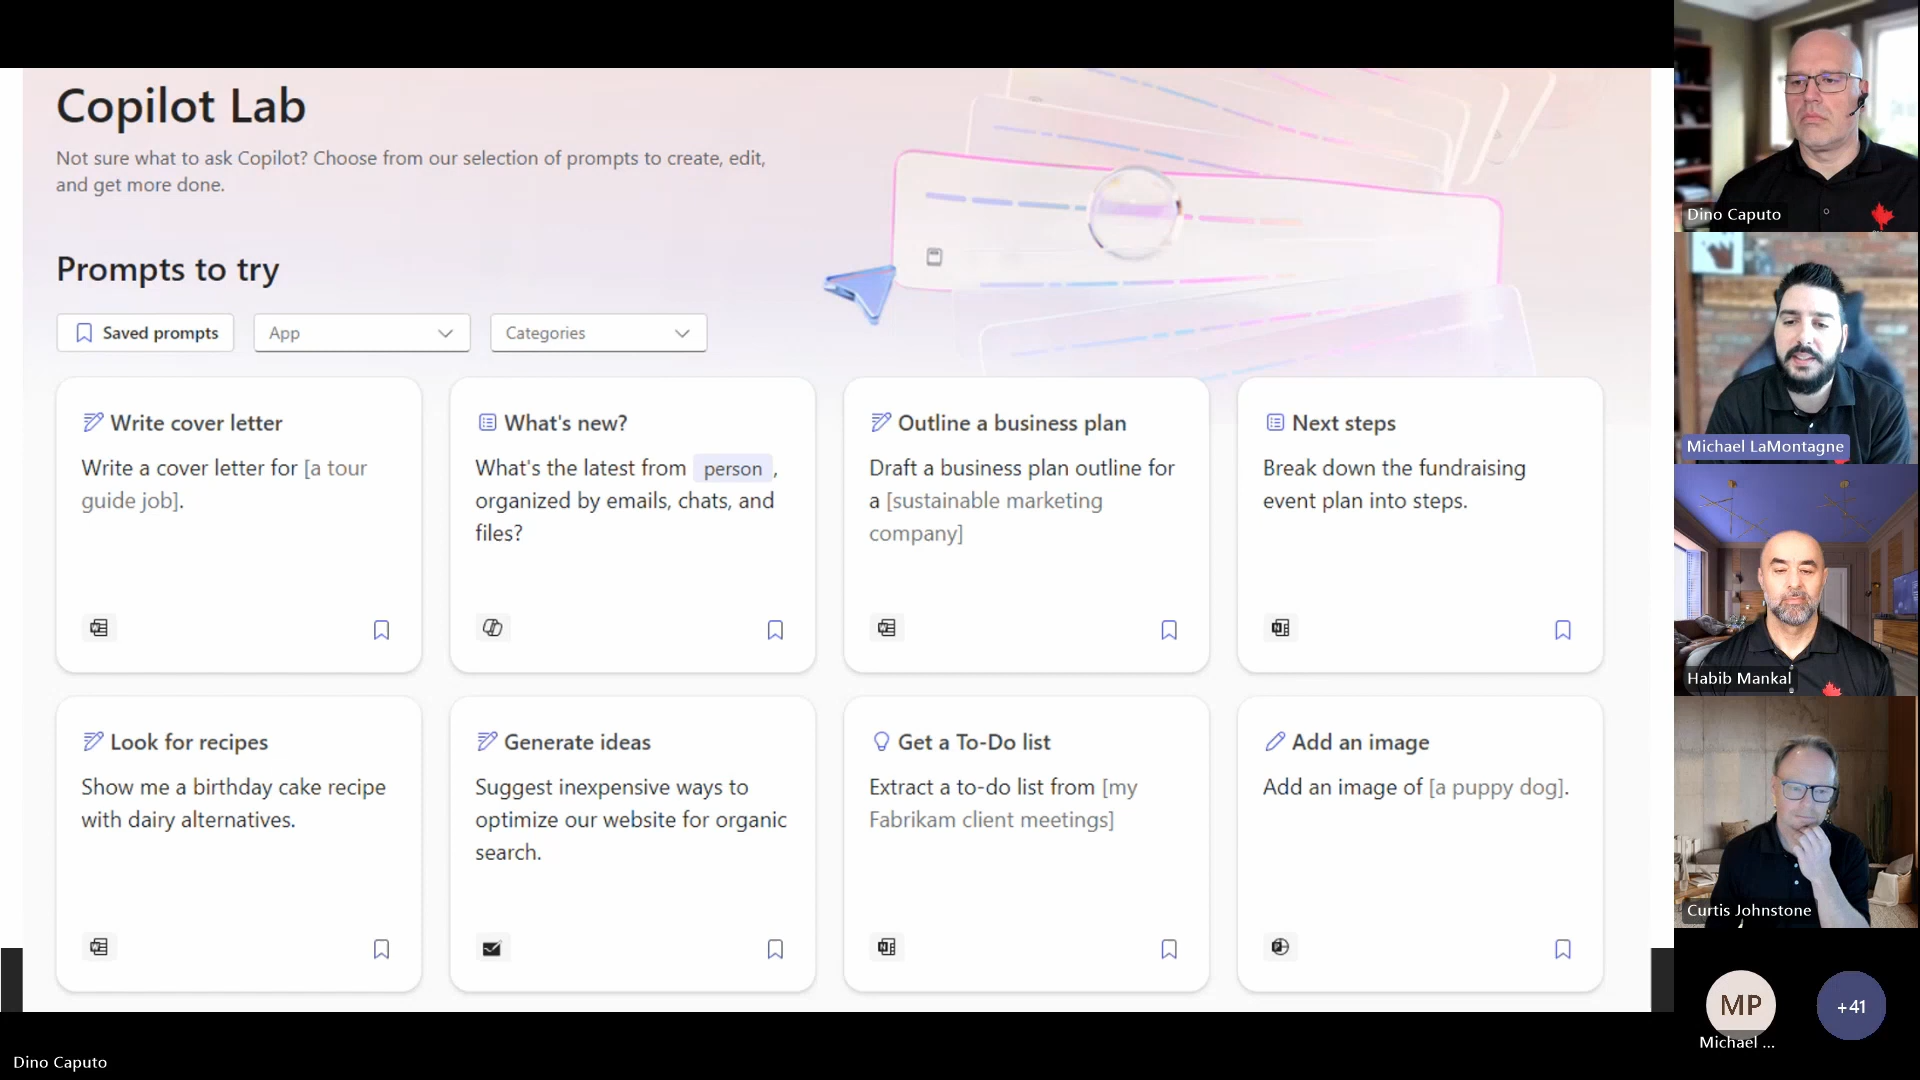 Copilot Lab
Not sure what to ask Copilot? Choose from our selection of prompts to create, edit,
and get more done.
Prompts to try
Saved prompts
App
Categories
Write cover letter
Write a cover letter for [a tour
guide job].
What's new?
What's the latest from person,
organized by emails, chats, and
files?
Outline a business plan
Draft a business plan outline for
a [sustainable marketing
company]
Next steps
Break down the fundraising
event plan into steps.
Look for recipes
Show me a birthday cake recipe
with dairy alternatives.
Generate ideas
Suggest inexpensive ways to
optimize our website for organic
search.
Get a To-Do list
Extract a to-do list from [my
Fabrikam client meetings]
Add an image
Add an image of [a puppy dog].
Dino Caputo
Michael LaMontagne
Habib Mankal
Curtis Johnstone
MP
Michael ...
+41
Dino Caputo